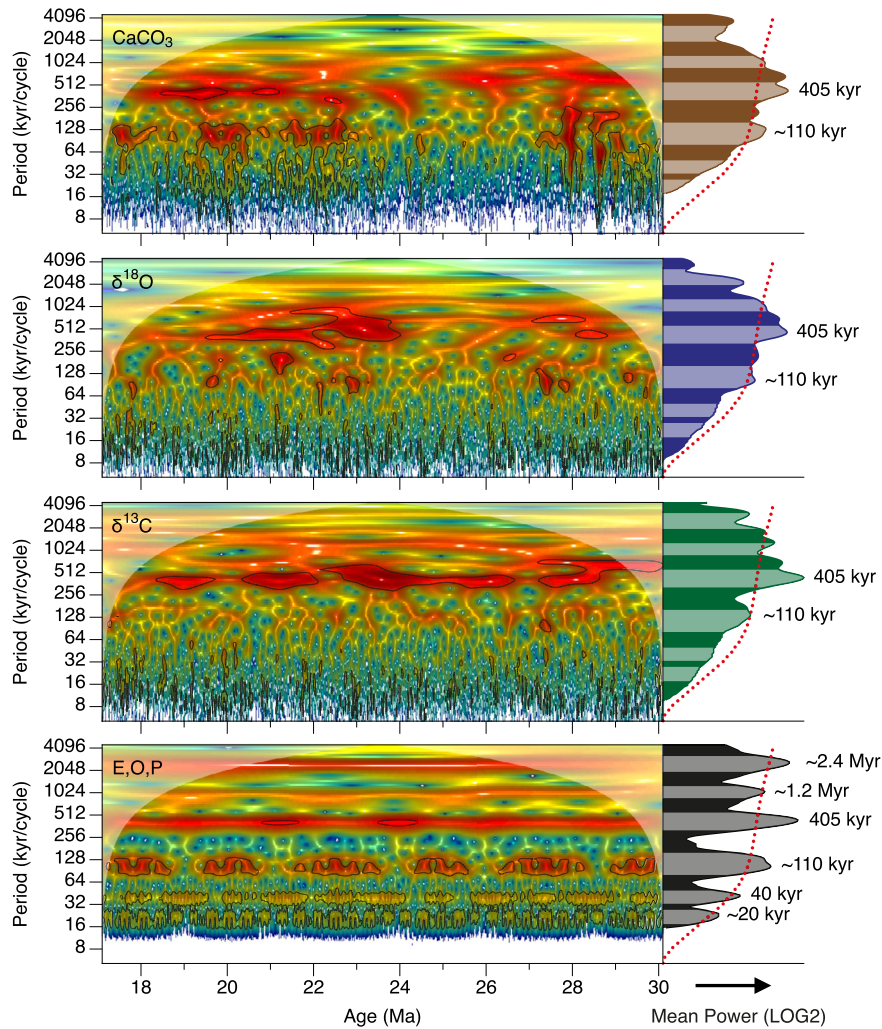 4096
2048
1024
512
256
128
64
32
16
8
Period (kyr/cycle)
CaCO3
405 kyr
~110 kyr
4096
2048
1024
512
256
128
64
32
16
8
Period (kyr/cycle)
δ18O
405 kyr
~110 kyr
4096
2048
1024
512
256
128
64
32
16
8
Period (kyr/cycle)
δ13C
405 kyr
~110 kyr
4096
2048
1024
512
256
128
64
32
16
8
Period (kyr/cycle)
E,O,P
~2.4 Myr
~1.2 Myr
405 kyr
~110 kyr
40 kyr
~20 kyr
18 20 22 24 26 28 30
Age (Ma)
Mean Power (LOG2)